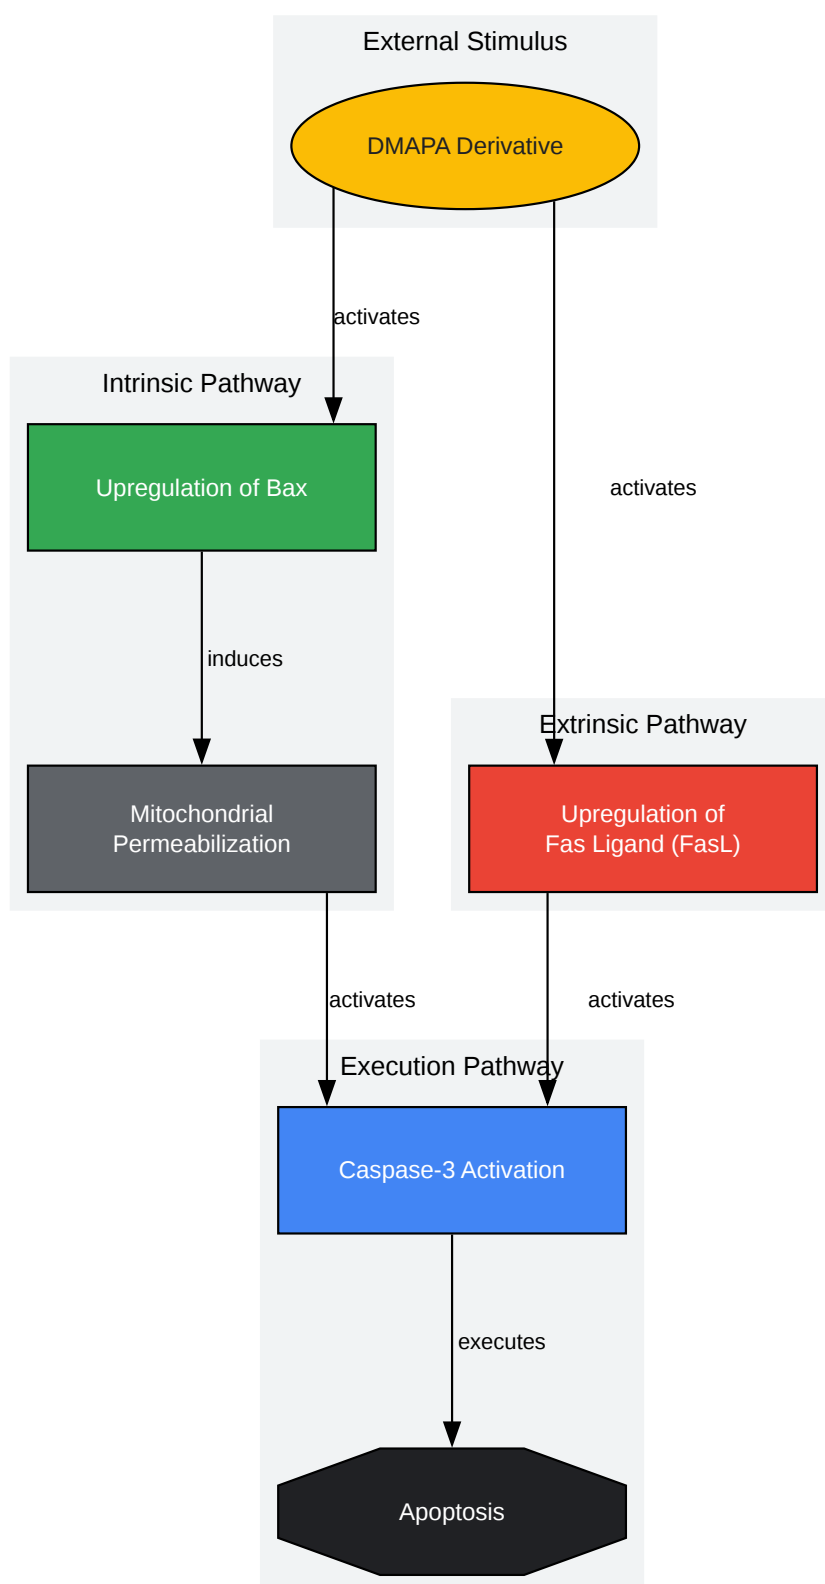 External Stimulus
DMAPA Derivative
activates
Intrinsic Pathway
Upregulation of Bax
activates
induces
Extrinsic Pathway
Mitochondrial
Permeabilization
Upregulation of
Fas Ligand (FasL)
activates
activates
Execution Pathway
Caspase-3 Activation
executes
Apoptosis